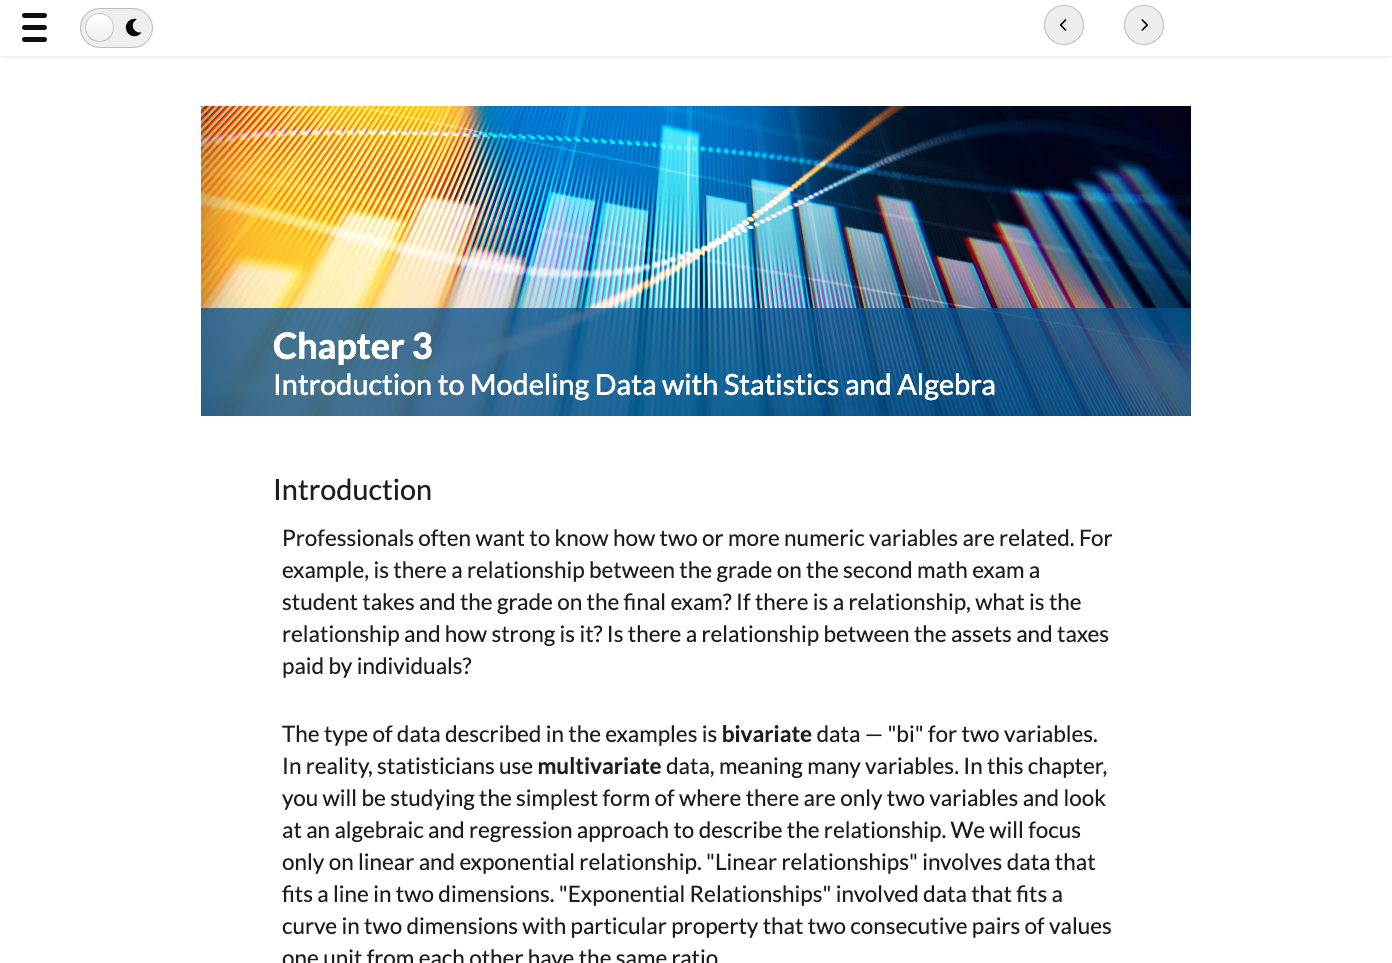 Chapter 3
Introduction to Modeling Data with Statistics and Algebra
Introduction
Professionals often want to know how two or more numeric variables are related. For
example, is there a relationship between the grade on the second math exam a
student takes and the grade on the final exam? If there is a relationship, what is the
relationship and how strong is it? Is there a relationship between the assets and taxes
paid by individuals?
The type of data described in the examples is bivariate data — "bi" for two variables.
In reality, statisticians use multivariate data, meaning many variables. In this chapter,
you will be studying the simplest form of where there are only two variables and look
at an algebraic and regression approach to describe the relationship. We will focus
only on linear and exponential relationship. "Linear relationships" involves data that
fits a line in two dimensions. "Exponential Relationships" involved data that fits a
curve in two dimensions with particular property that two consecutive pairs of values
one unit from each other have the same ratio.